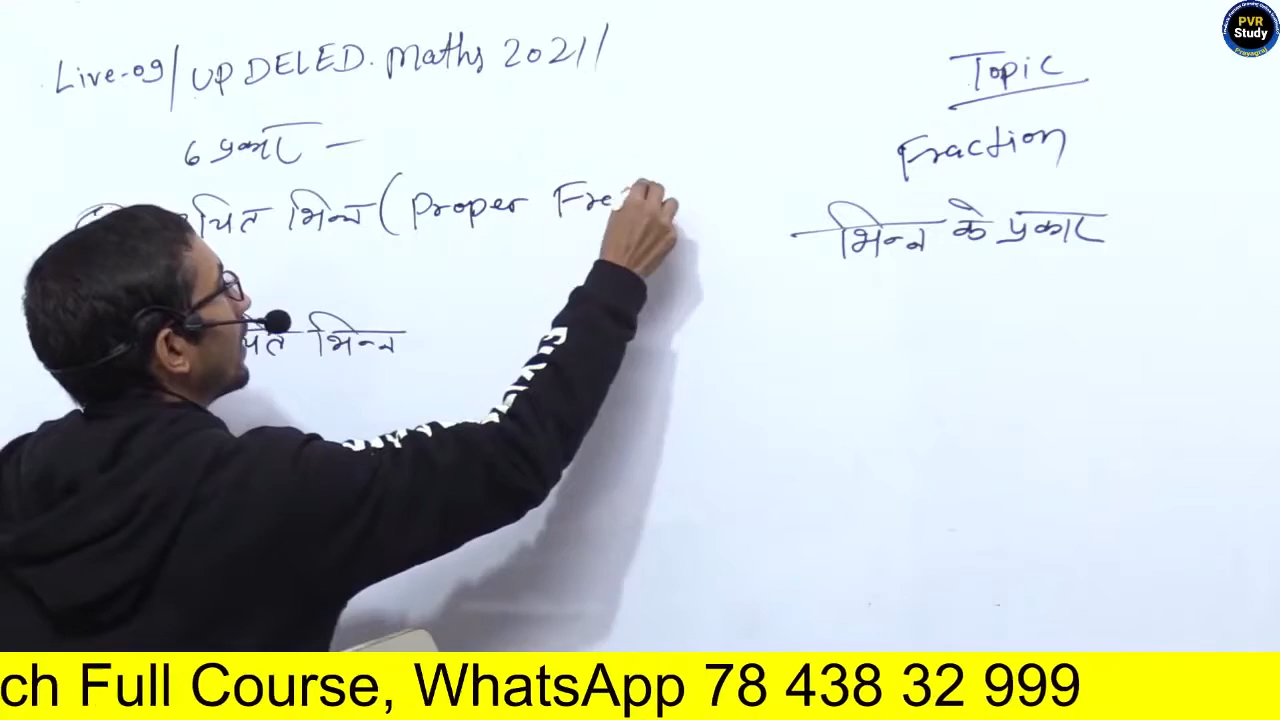 Live-09/ UP DELED. Maths 2021/
Topic
Fraction
भिन्न के प्रकार
6 प्रकार –
चित भिन्न (Proper Fra
चित भिन्न
PVR
Study
Prayagraj
ch Full Course, WhatsApp 78 438 32 999